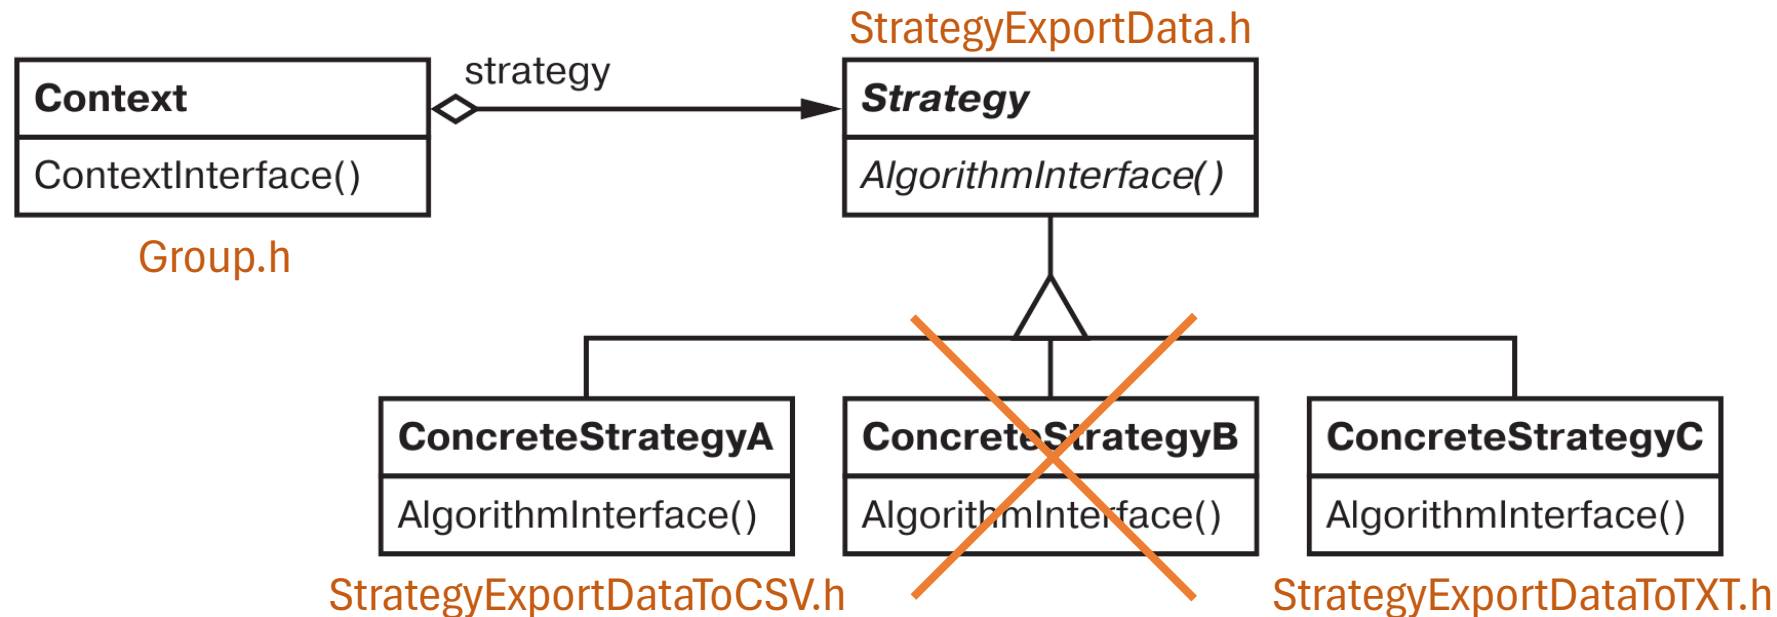 StrategyExportData.h
Context
strategy
Strategy
ContextInterface()
AlgorithmInterface()
Group.h
ConcreteStrategyA
ConcreteStrategyB
ConcreteStrategyC
AlgorithmInterface()
AlgorithmInterface()
AlgorithmInterface()
StrategyExportDataToCSV.h
StrategyExportDataToTXT.h